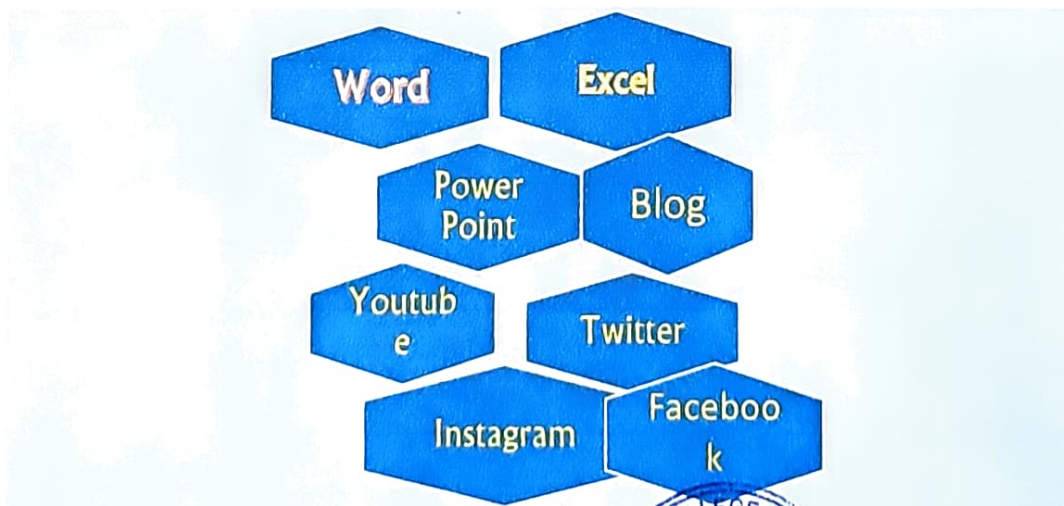 Word
Excel
Power
Point
Blog
Youtub
e
Twitter
Instagram
Faceboo
k